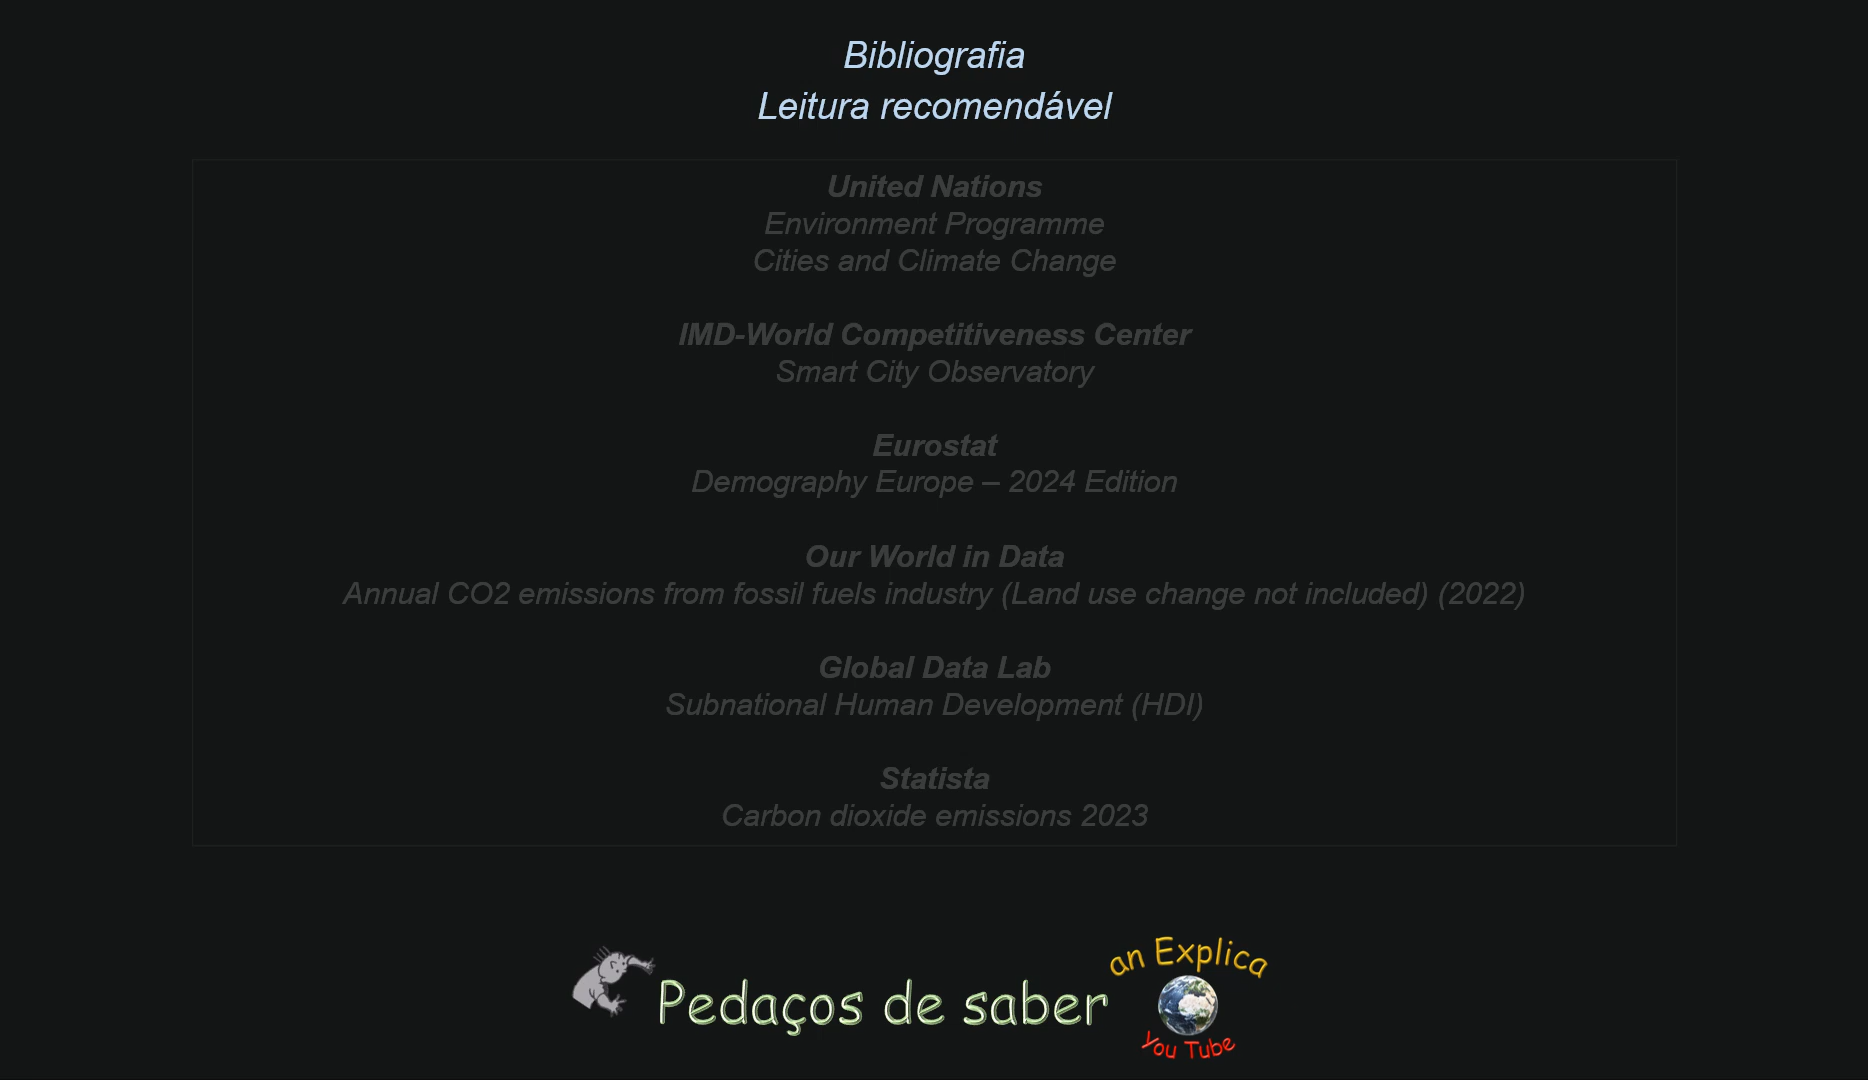 Bibliografia
Leitura recomendável
United Nations
Environment Programme
Cities and Climate Change
IMD-World Competitiveness Center
Smart City Observatory
Eurostat
Demography Europe – 2024 Edition
Our World in Data
Annual CO2 emissions from fossil fuels industry (Land use change not included) (2022)
Global Data Lab
Subnational Human Development (HDI)
Statista
Carbon dioxide emissions 2023
Pedaços de saber
an Explica
You Tube